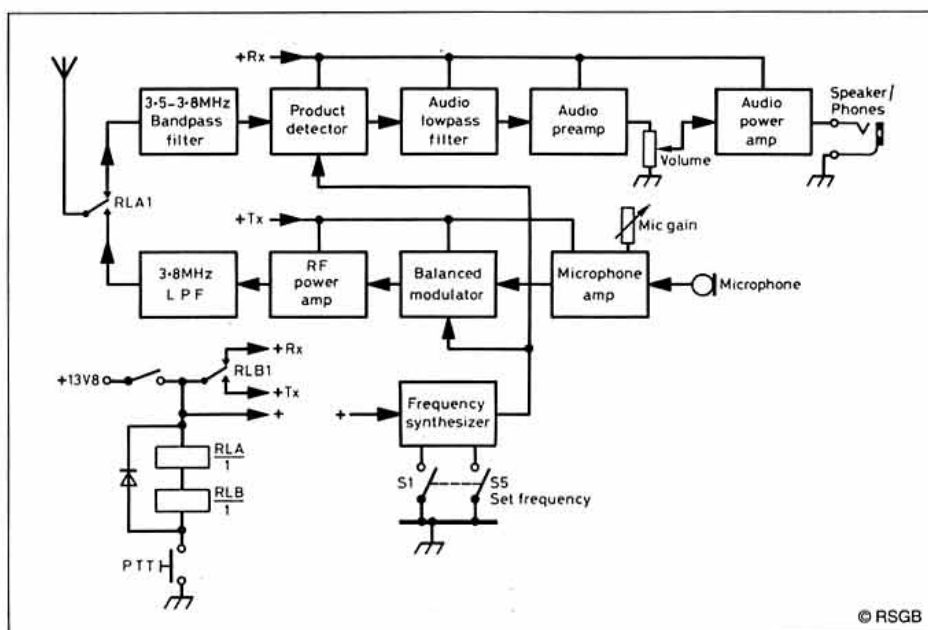 +Rx
3·5–3·8MHz
Bandpass
filter
Product
detector
Audio
lowpass
filter
Audio
preamp
Volume
Audio
power
amp
Speaker/
Phones
RLA1
+Tx
Mic gain
3·8MHz
LPF
RF
power
amp
Balanced
modulator
Microphone
amp
Microphone
+13V8
RLB1
+Rx
+Tx
+
+
Frequency
synthesizer
RLA
1
RLB
1
S1
S5
Set frequency
PTT
© RSGB